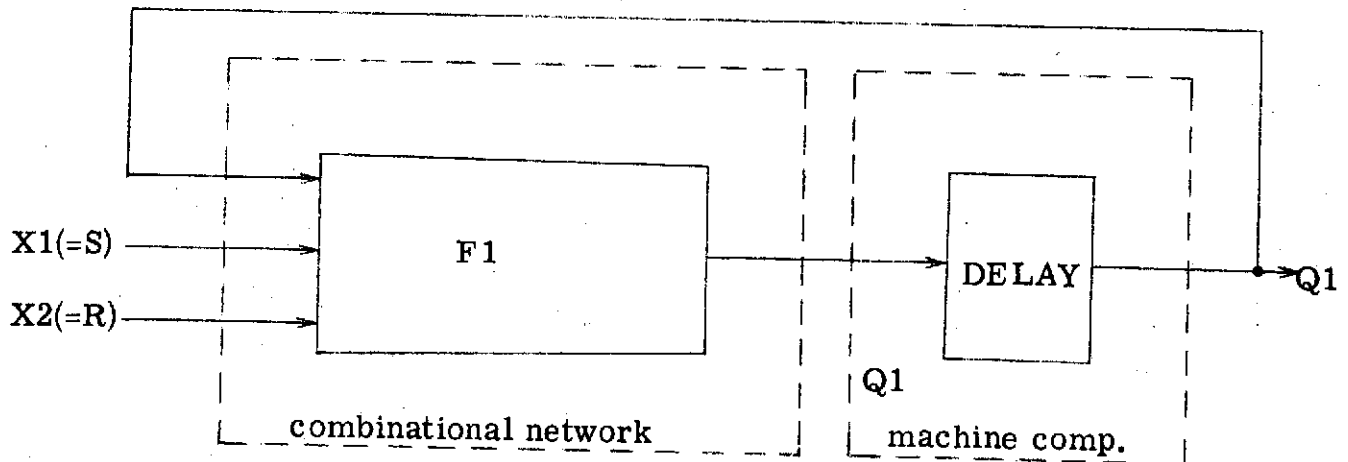 X1(=S)
X2(=R)
F1
DELAY
Q1
Q1
combinational network
machine comp.